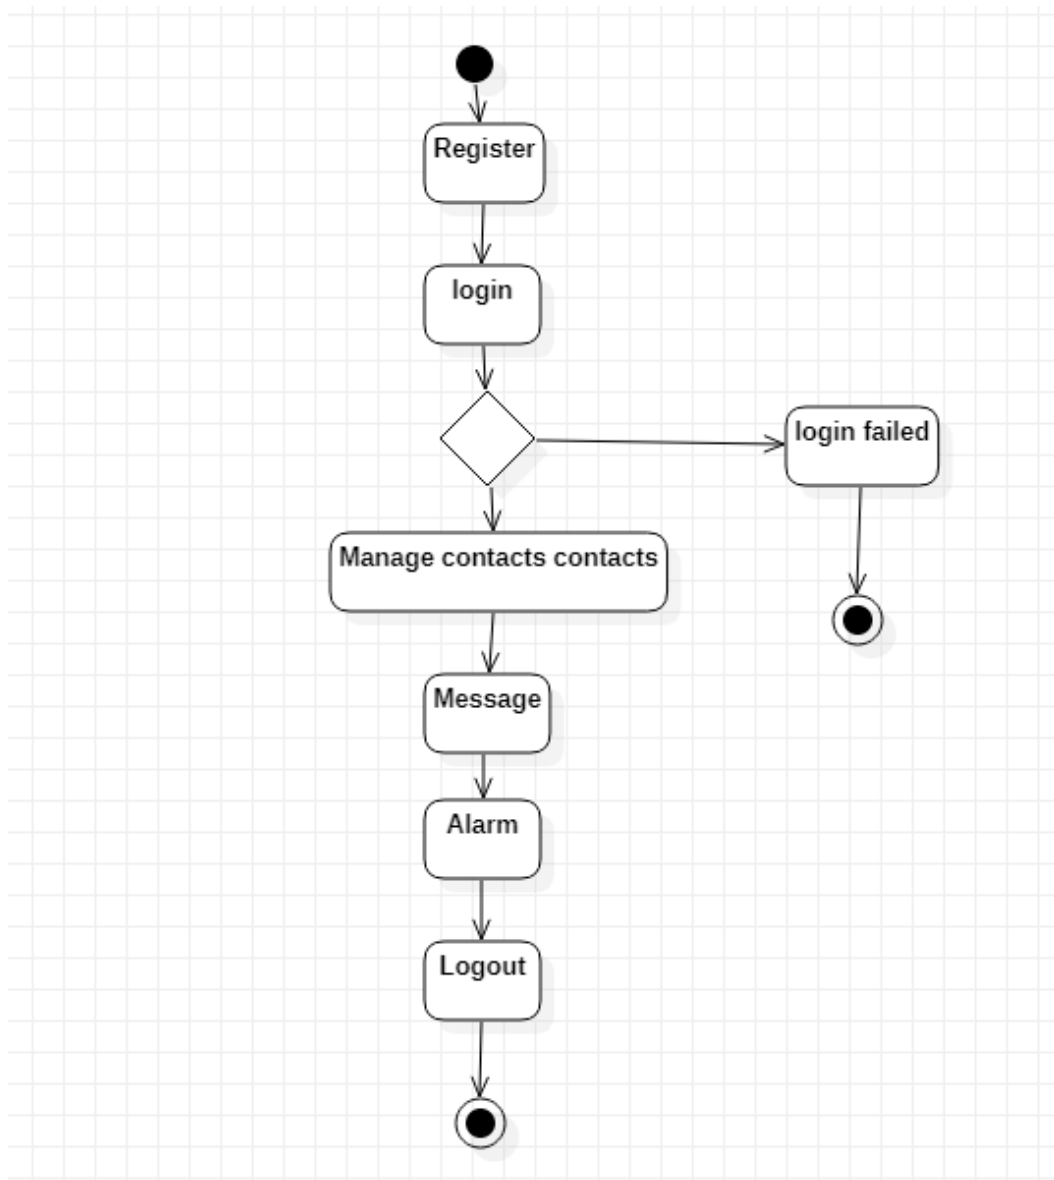 Register
login
login failed
Manage contacts contacts
Message
Alarm
Logout